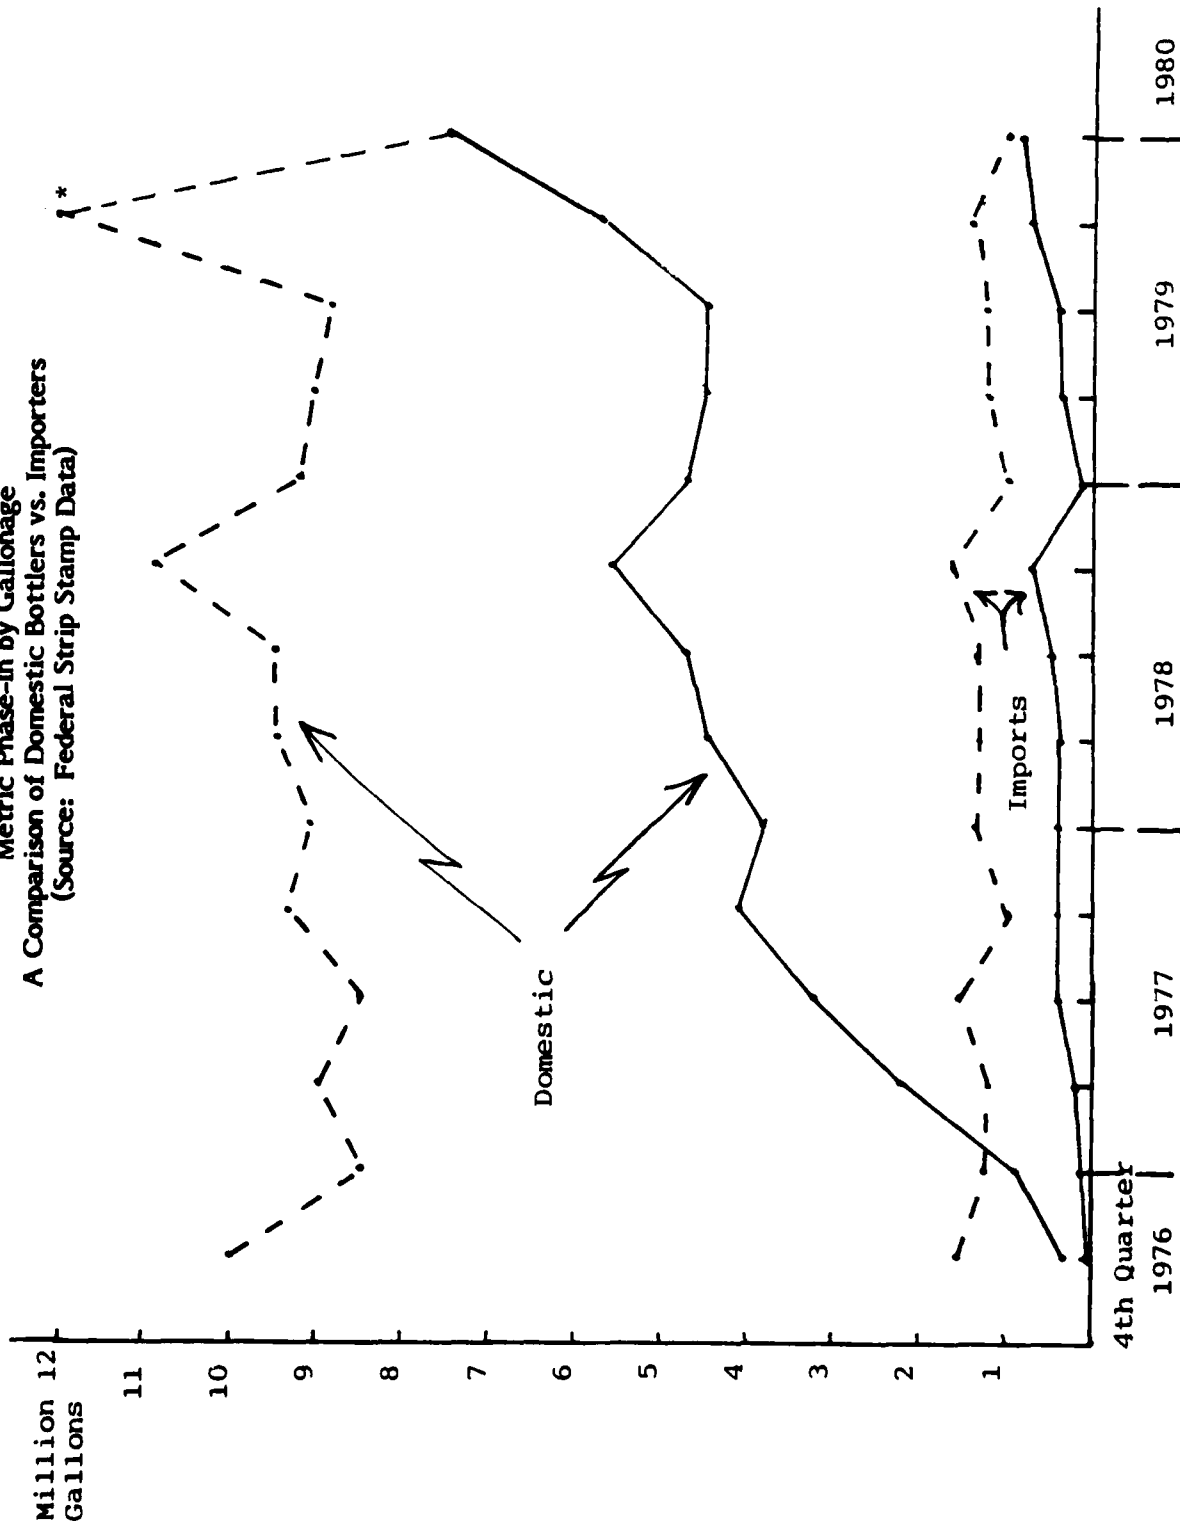 Metric Phase-In by Gallonage
A Comparison of Domestic Bottlers vs. Importers
(Source: Federal Strip Stamp Data)
Million
Gallons
12
11
10
9
8
7
6
5
4
3
2
1
*
Domestic
Imports
4th Quarter
1976
1977
1978
1979
1980